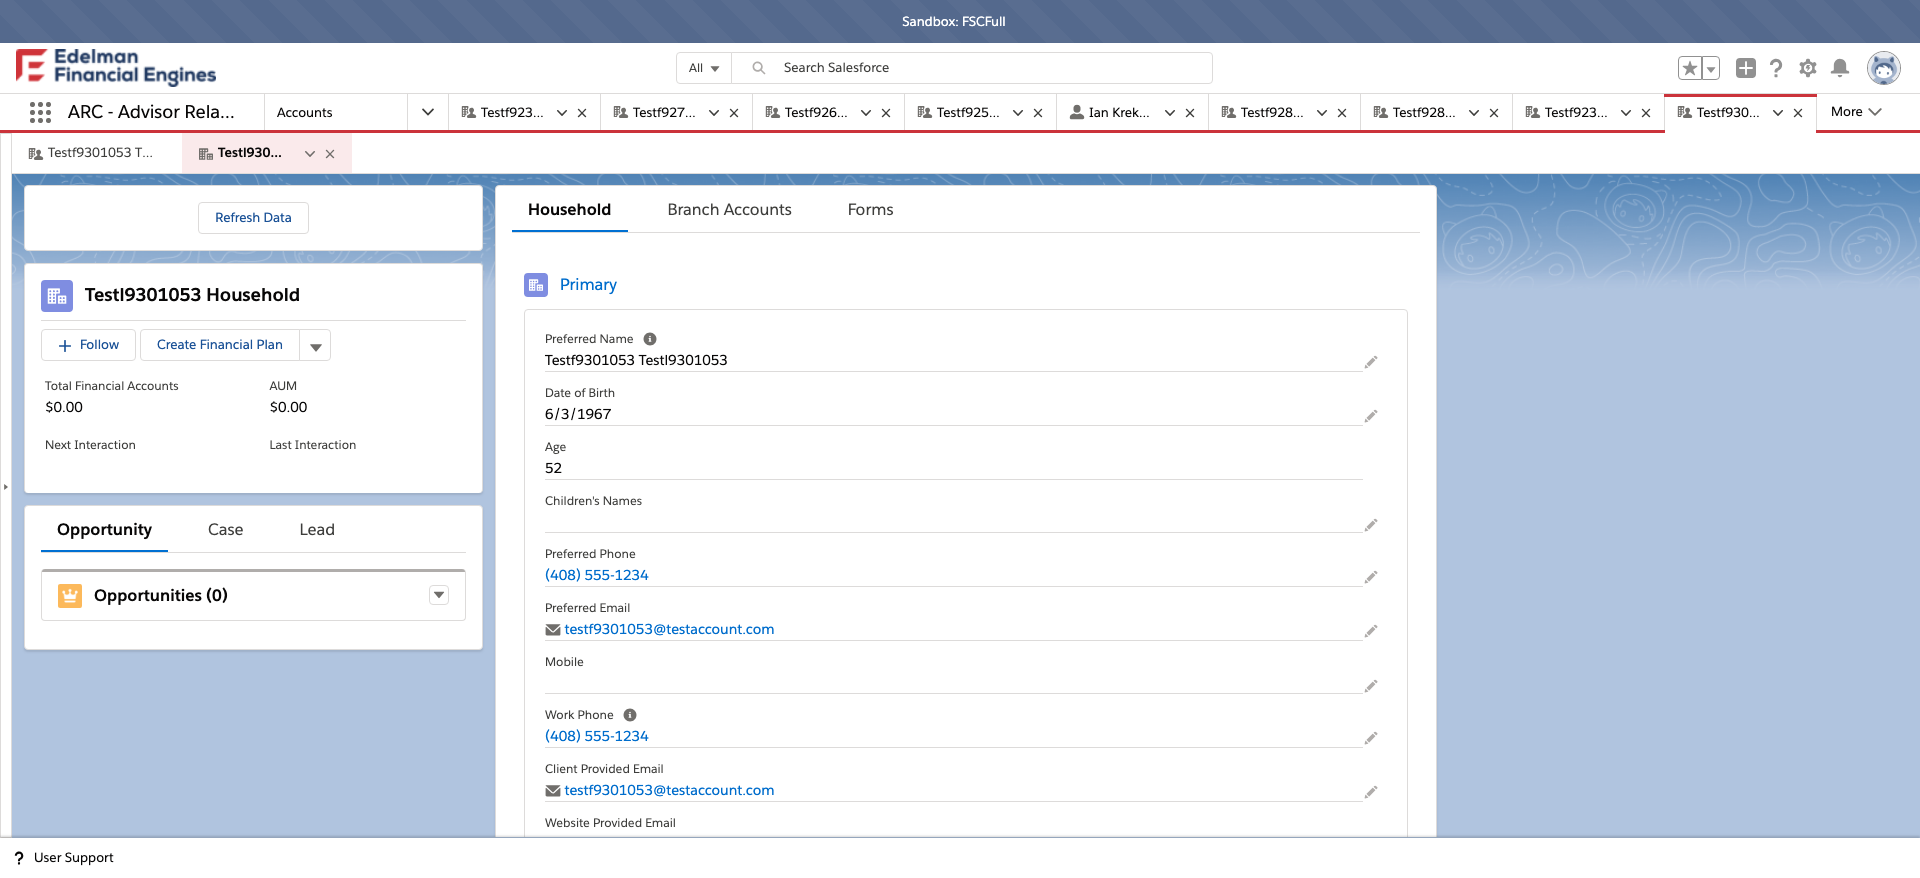 Sandbox: FSCFull
Edelman
Financial Engines
All
Search Salesforce
ARC - Advisor Rela...
Accounts
Testf923...
Testf927...
Testf926...
Testf925...
Ian Krek...
Testf928...
Testf928...
Testf923...
Testf930...
More
Testf9301053 T...
Testl930...
Refresh Data
Household
Branch Accounts
Forms
Testl9301053 Household
Follow
Create Financial Plan
Total Financial Accounts
AUM
$0.00
$0.00
Next Interaction
Last Interaction
Opportunity
Case
Lead
Opportunities (0)
Primary
Preferred Name
Testf9301053 Testl9301053
Date of Birth
6/3/1967
Age
52
Children's Names
Preferred Phone
(408) 555-1234
Preferred Email
testf9301053@testaccount.com
Mobile
Work Phone
(408) 555-1234
Client Provided Email
testf9301053@testaccount.com
Website Provided Email
? User Support